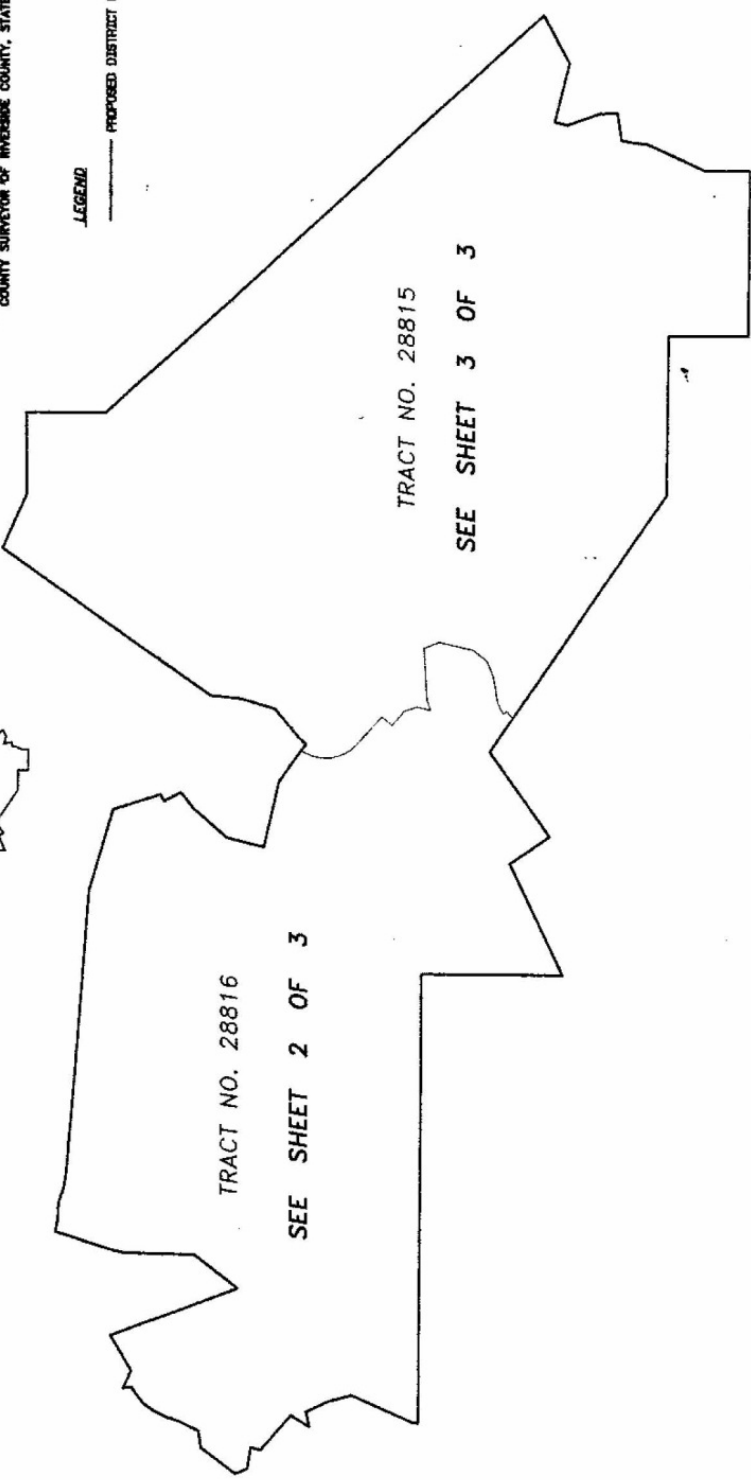 COUNTY SURVEYOR OF RIVERSIDE COUNTY, STATE
LEGEND
PROPOSED DISTRICT
TRACT NO. 28815
SEE SHEET 3 OF 3
TRACT NO. 28816
SEE SHEET 2 OF 3